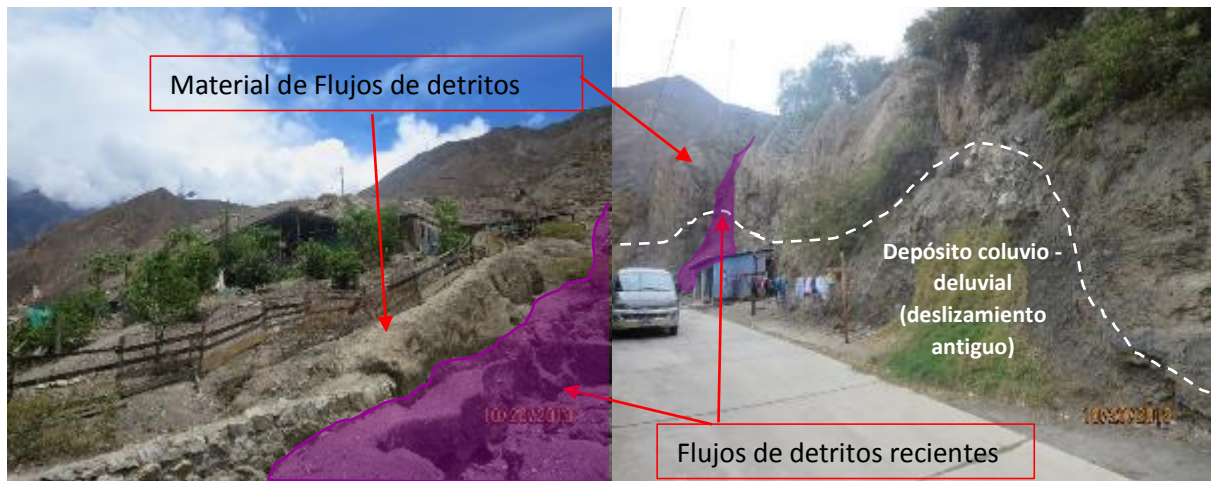 Material de Flujos de detritos
Depósito coluvio -
deluvial
(deslizamiento
antiguo)
Flujos de detritos recientes